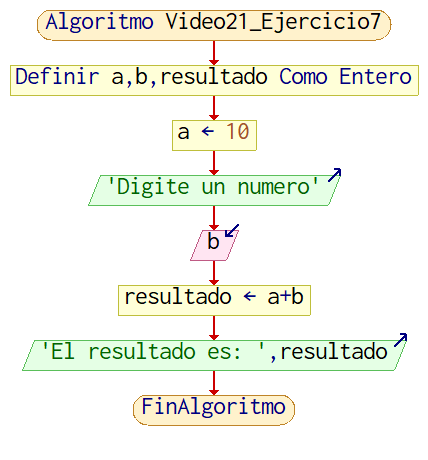 Algoritmo Video21_Ejercicio7
Definir a,b,resultado Como Entero
a ← 10
'Digite un numero'
b
resultado ← a+b
'El resultado es: ',resultado
FinAlgoritmo